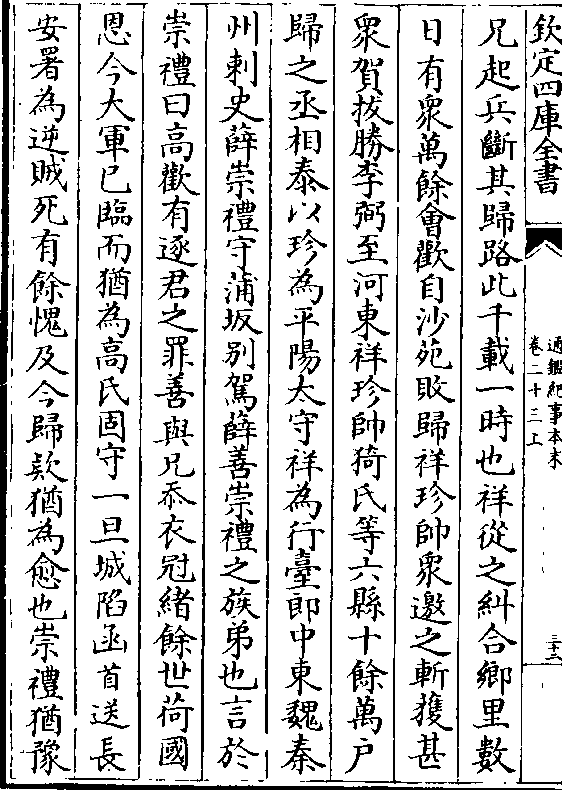 欽定四庫全書
通鑑紀事本末
卷二十三上
三十二
兄起兵斷其歸路此千載一時也祥從之糾合鄉里數
日有衆萬餘會歡自沙苑敗歸祥珍帥衆邀之斬獲甚
衆賀拔勝李弼至河東祥珍帥猗氏等六縣十餘萬户
歸之丞相泰以珍為平陽太守祥為行臺郎中東魏秦
州刺史薛崇禮守蒲坂别駕薛善崇禮之族弟也言於
崇禮曰高歡有逐君之罪善與兄忝衣冠緒餘世荷國
恩今大軍已臨而猶為高氏固守一旦城陷函首送長
安署為逆賊死有餘愧及今歸欵猶為愈也崇禮猶豫